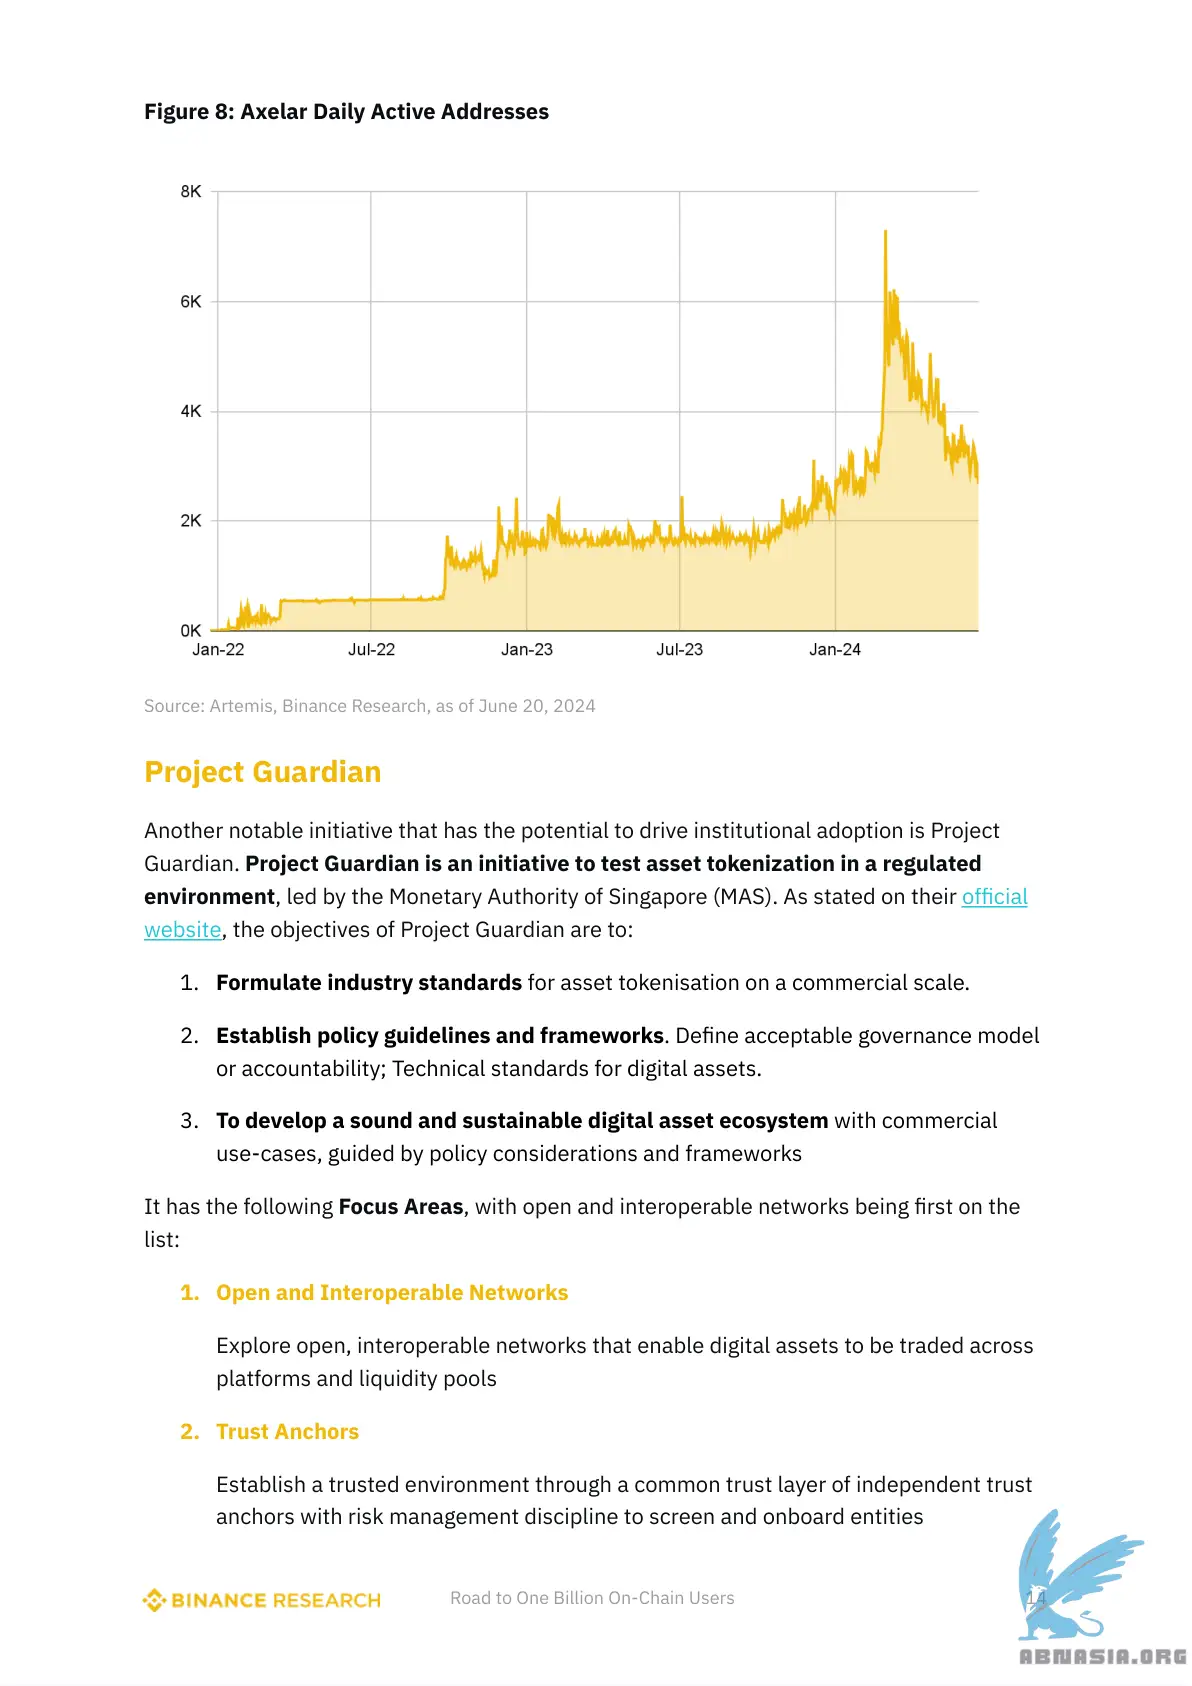 Figure 8: Axelar Daily Active Addresses
8K
6K
4K
2K
0K
Jan-22 Jul-22 Jan-23 Jul-23 Jan-24
Source: Artemis, Binance Research, as of June 20, 2024
Project Guardian
Another notable initiative that has the potential to drive institutional adoption is Project
Guardian. Project Guardian is an initiative to test asset tokenization in a regulated
environment, led by the Monetary Authority of Singapore (MAS). As stated on their official
website, the objectives of Project Guardian are to:
1. Formulate industry standards for asset tokenisation on a commercial scale.
2. Establish policy guidelines and frameworks. Define acceptable governance model
or accountability; Technical standards for digital assets.
3. To develop a sound and sustainable digital asset ecosystem with commercial
use-cases, guided by policy considerations and frameworks
It has the following Focus Areas, with open and interoperable networks being first on the
list:
1. Open and Interoperable Networks
Explore open, interoperable networks that enable digital assets to be traded across
platforms and liquidity pools
2. Trust Anchors
Establish a trusted environment through a common trust layer of independent trust
anchors with risk management discipline to screen and onboard entities
BINANCE RESEARCH Road to One Billion On-Chain Users 14
ABNASIA.ORG